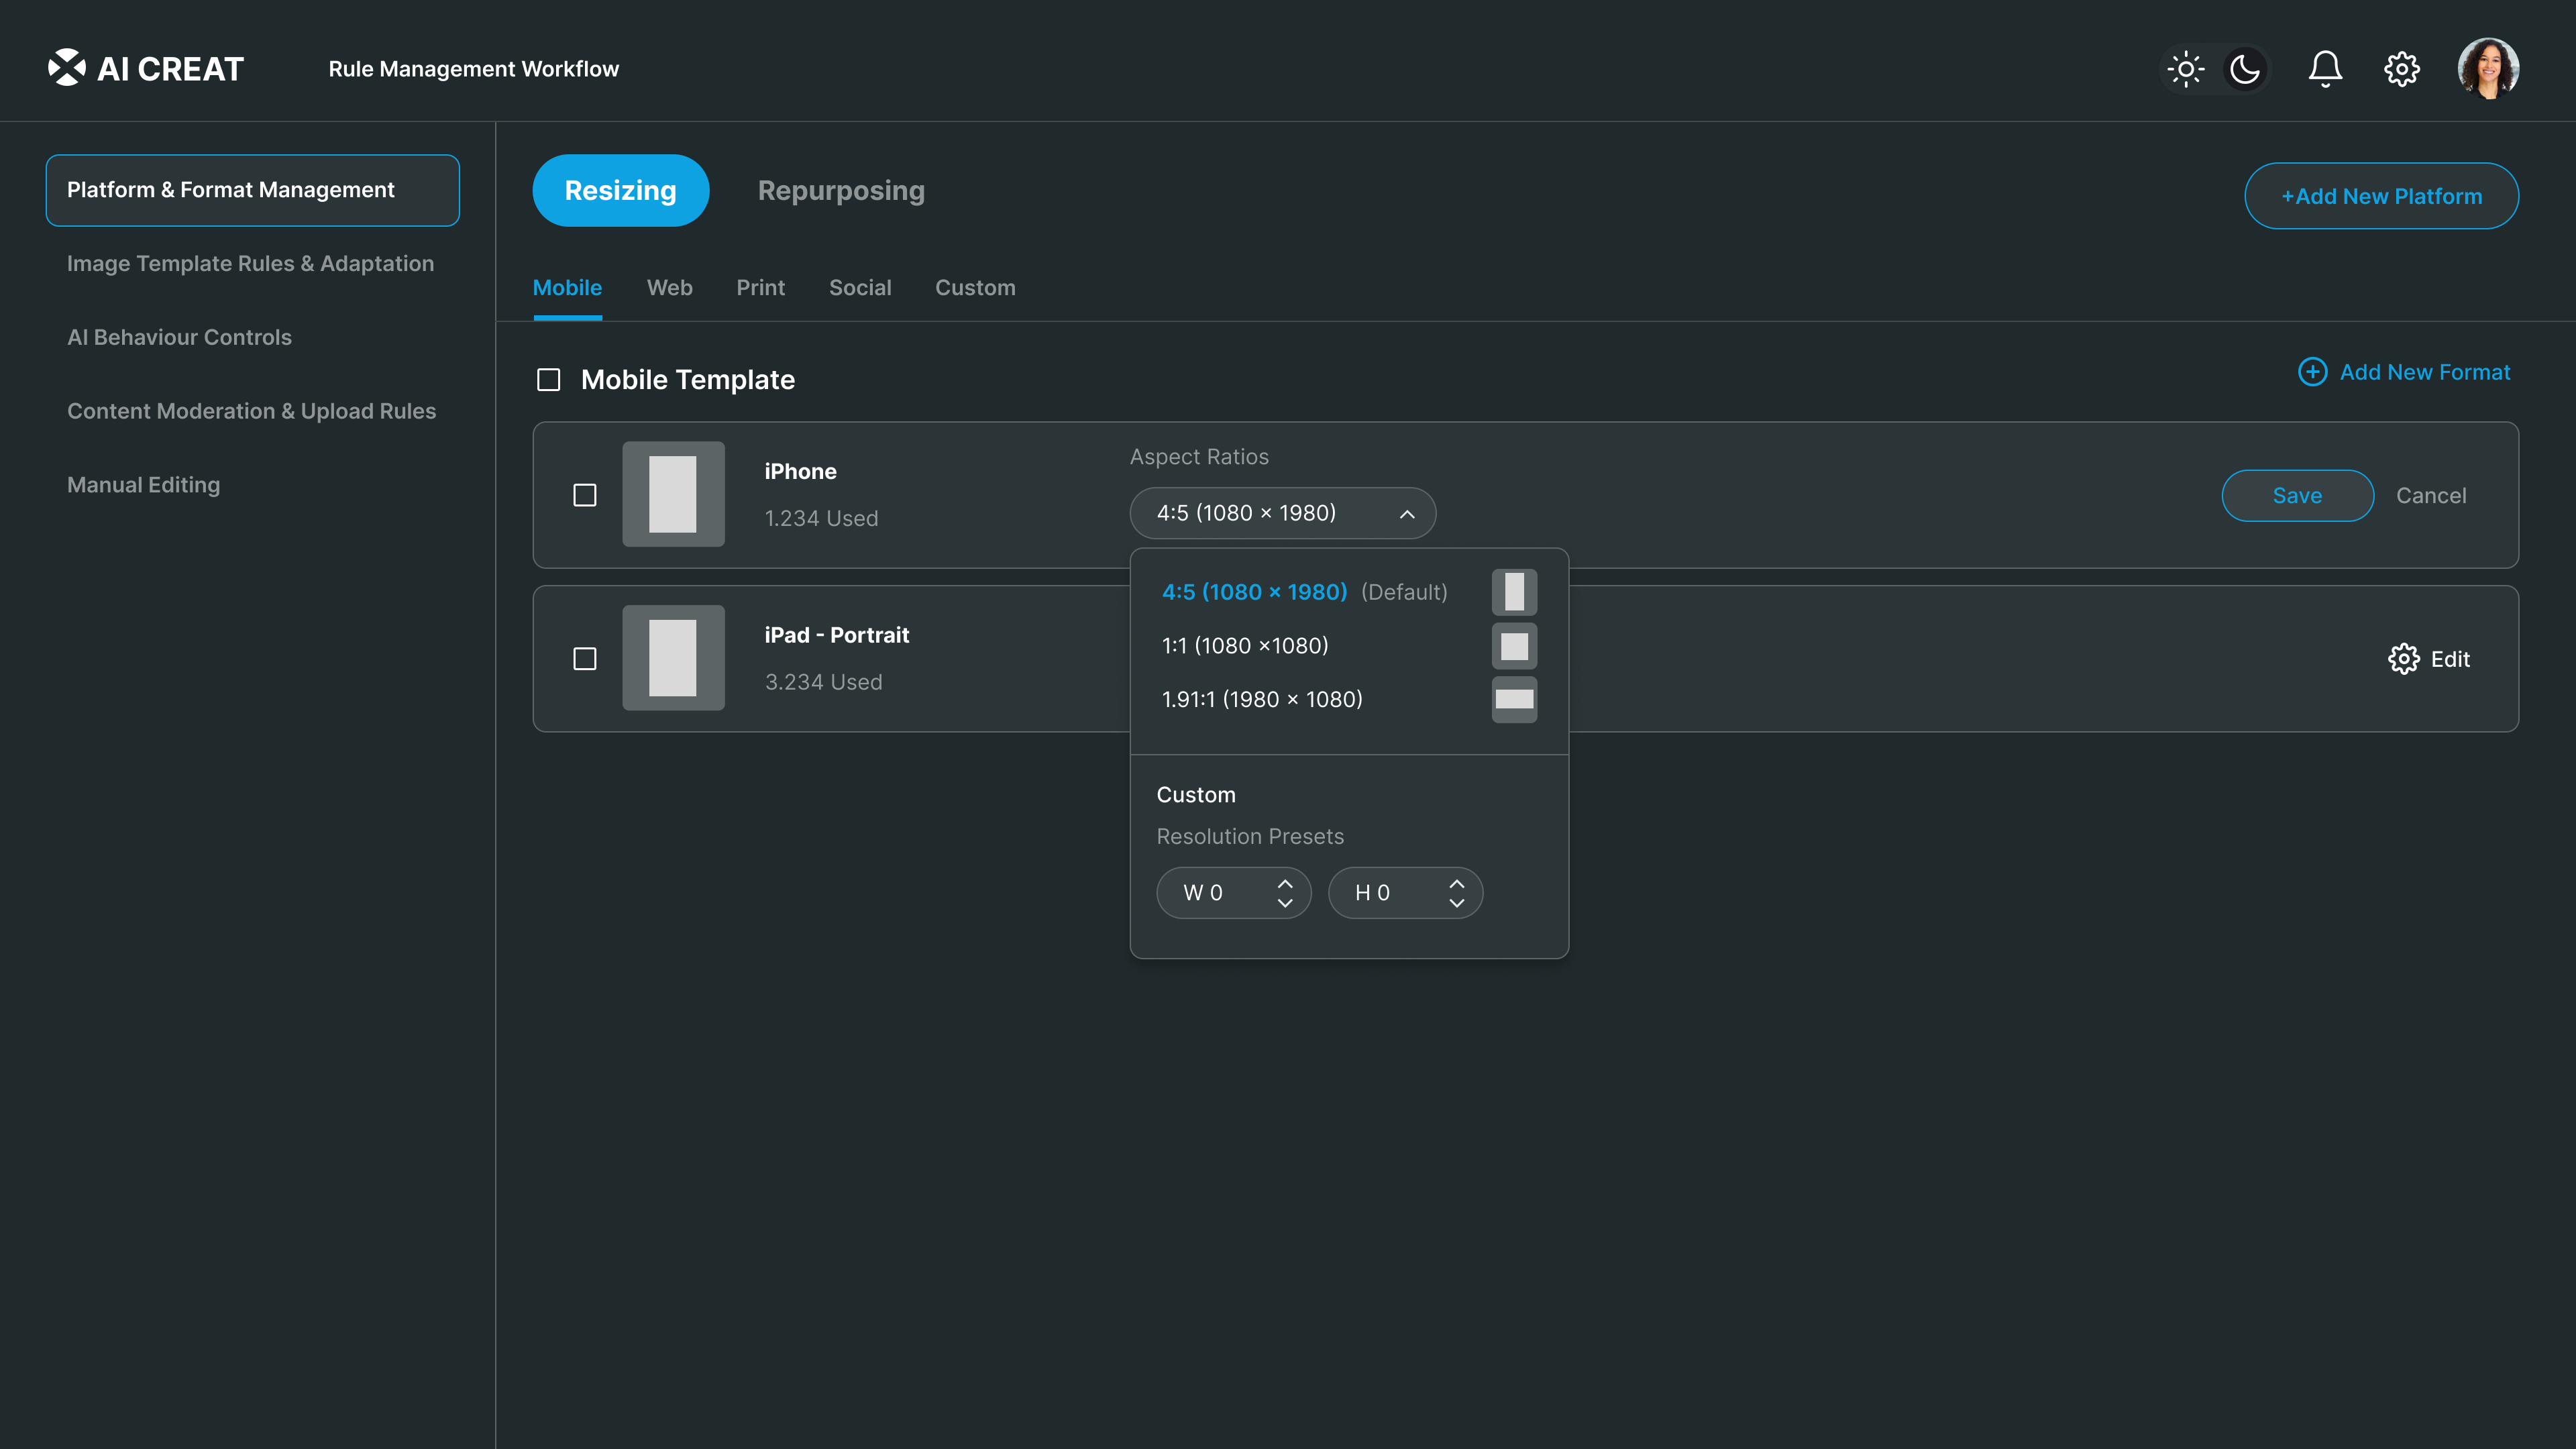 AI CREAT
Rule Management Workflow
Platform & Format Management
Image Template Rules & Adaptation
AI Behaviour Controls
Content Moderation & Upload Rules
Manual Editing
Resizing
Repurposing
+Add New Platform
Mobile
Web
Print
Social
Custom
Mobile Template
Add New Format
iPhone
1.234 Used
Aspect Ratios
4:5 (1080 × 1980)
Save
Cancel
4:5 (1080 × 1980) (Default)
1:1 (1080 ×1080)
1.91:1 (1980 × 1080)
iPad - Portrait
3.234 Used
Edit
Custom
Resolution Presets
W 0
H 0